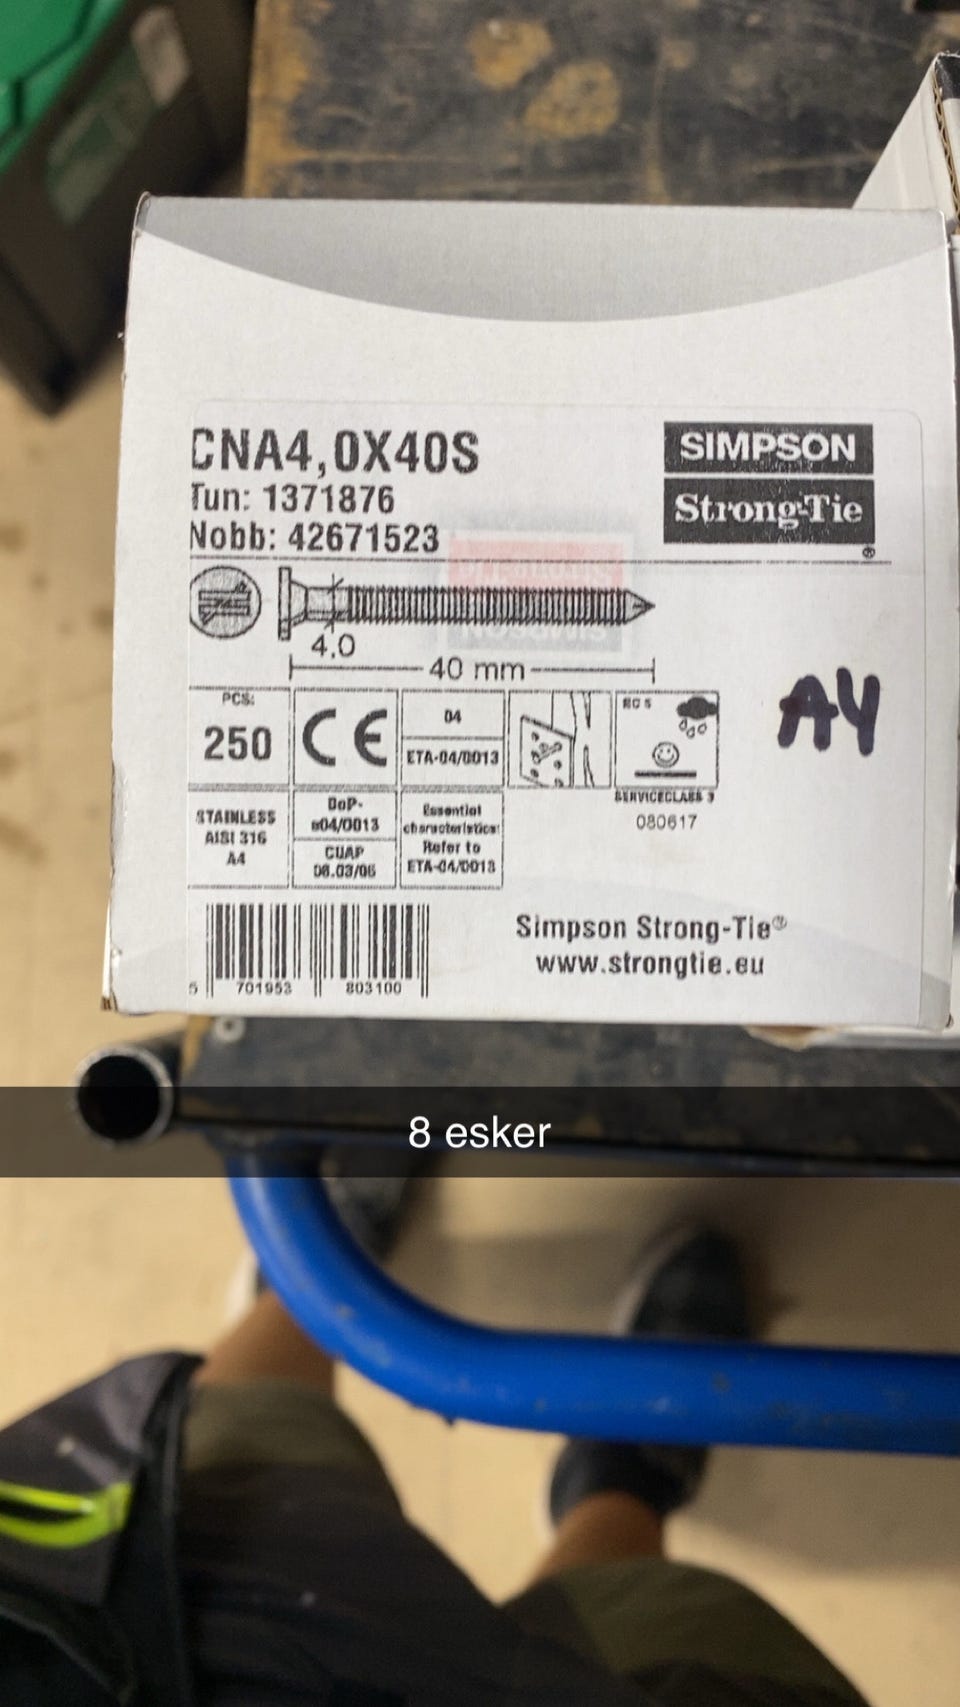 CNA4,0X40S
Tun: 1371876
Nobb: 42671523
SIMPSON
Strong-Tie
®
4.0
40 mm
PCS:
250
CE
04
ETA-04/0013
SERVICECLASS 3
080617
STAINLESS
AISI 316
A4
DoP-
e04/0013
CUAP
06.03/06
Essential
characteristics:
Refer to
ETA-04/0013
A4
5 701953 803100
Simpson Strong-Tie®
www.strongtie.eu
8 esker